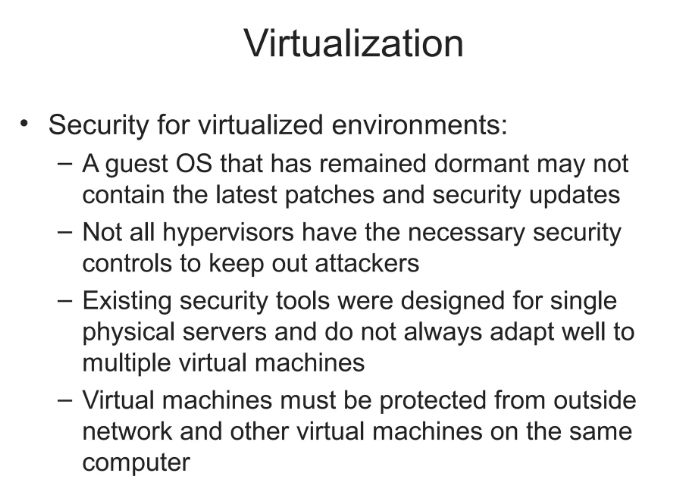 Virtualization
• Security for virtualized environments:
– A guest OS that has remained dormant may not
contain the latest patches and security updates
– Not all hypervisors have the necessary security
controls to keep out attackers
– Existing security tools were designed for single
physical servers and do not always adapt well to
multiple virtual machines
– Virtual machines must be protected from outside
network and other virtual machines on the same
computer